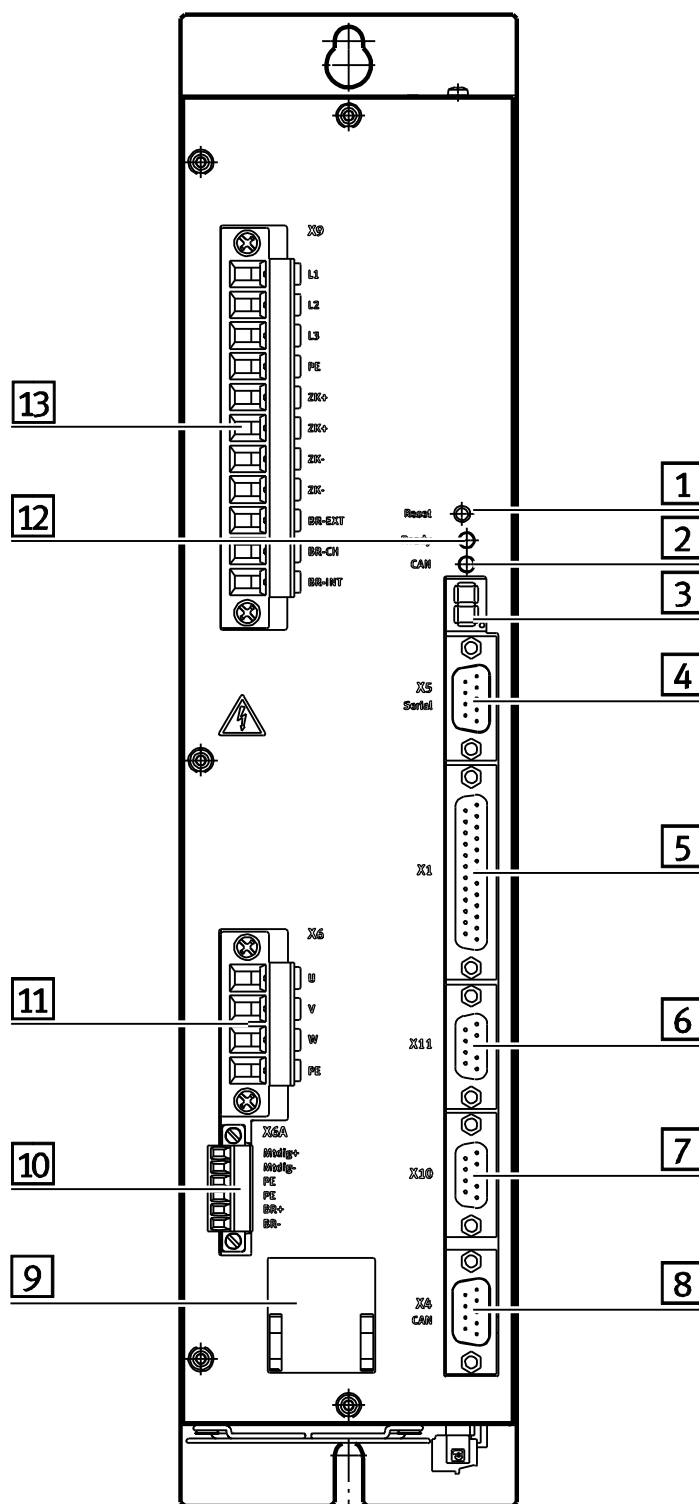 X9
L1
L2
L3
PE
ZK+
ZK+
ZK-
ZK-
BR-EXT
BR-CH
BR-INT
13
12
11
10
9
Reset
Ready
CAN
X5
Serial
X1
X11
X10
X4
CAN
1
2
3
4
5
6
7
8
X6
U
V
W
PE
X6A
Mtdig+
Mtdig-
PE
PE
BR+
BR-